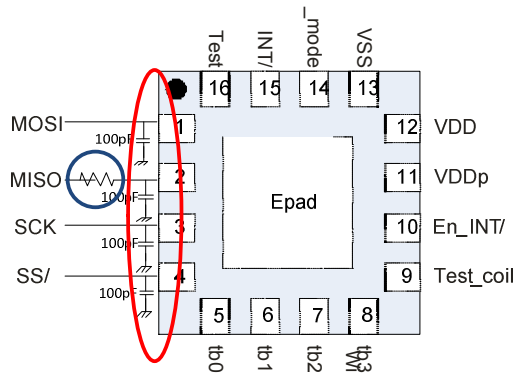 Test
INT/
_mode
VSS
16
15
14
13
MOSI
100pF
1
12
VDD
MISO
100pF
2
11
VDDp
Epad
SCK
100pF
3
10
En_INT/
SS/
100pF
4
9
Test_coil
5
6
7
8
tb0
tb1
tb2
tb3